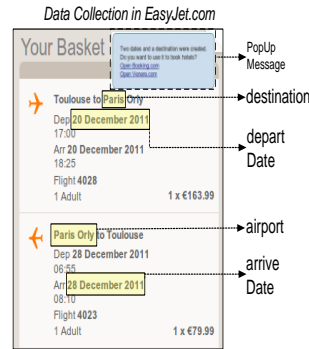 Data Collection in EasyJet.com
Your Basket
Two dates and a destination were created.
Do you want to use it to book hotels?
Open Booking.com
Open Venere.com
PopUp
Message
Toulouse to Paris Orly
destination
Dep 20 December 2011
17:00
depart
Date
Arr 20 December 2011
18:25
Flight 4028
1 Adult 1 x €163.99
Paris Orly to Toulouse
airport
Dep 28 December 2011
06:55
Arr 28 December 2011
08:10
arrive
Date
Flight 4023
1 Adult 1 x €79.99